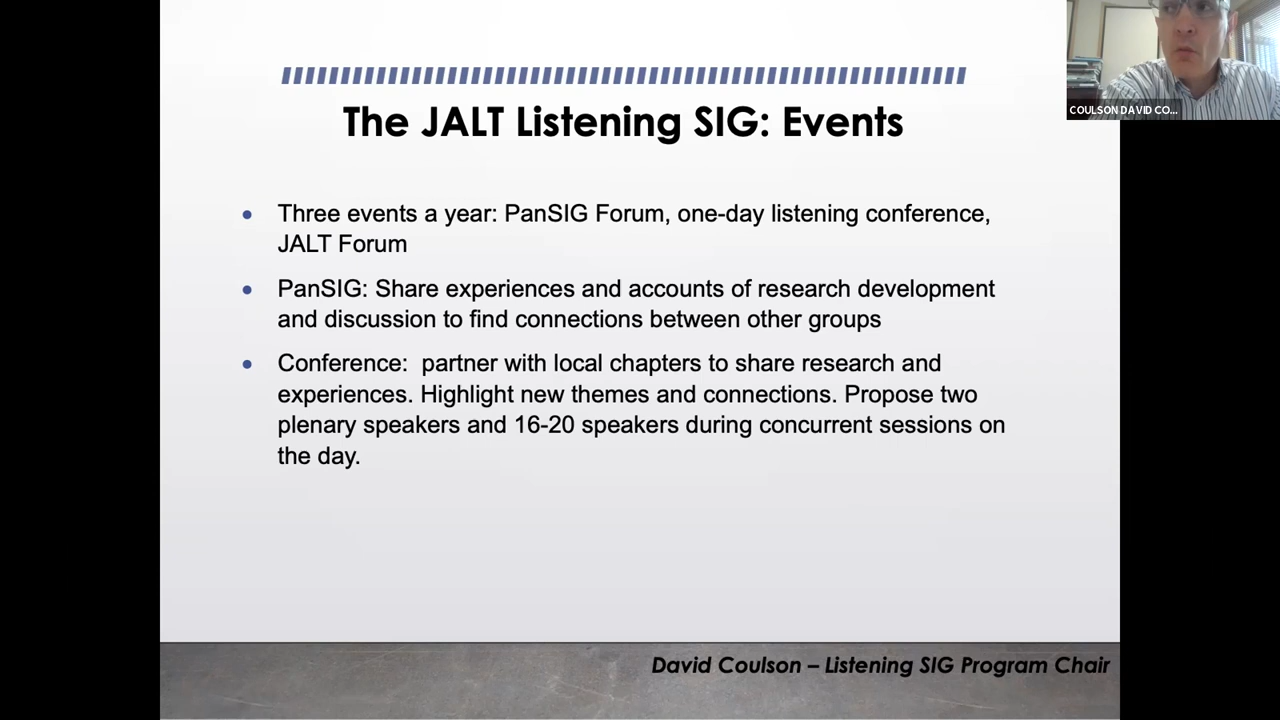 COULSON DAVID CO...
The JALT Listening SIG: Events
Three events a year: PanSIG Forum, one-day listening conference,
JALT Forum
PanSIG: Share experiences and accounts of research development
and discussion to find connections between other groups
Conference:  partner with local chapters to share research and
experiences. Highlight new themes and connections. Propose two
plenary speakers and 16-20 speakers during concurrent sessions on
the day.
David Coulson – Listening SIG Program Chair